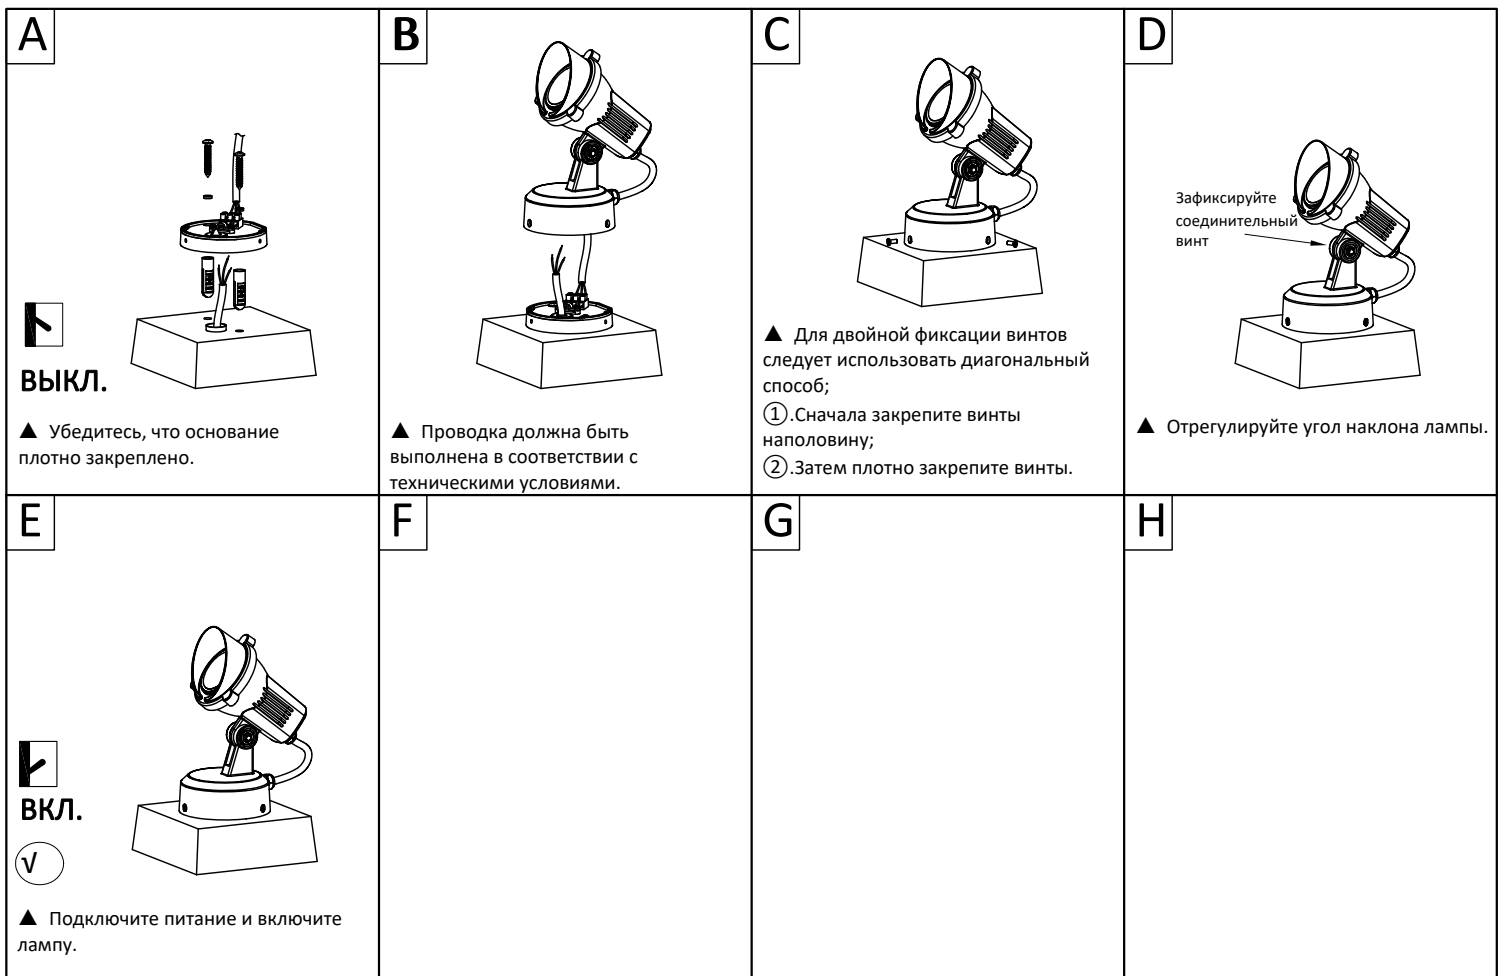 A
ВЫКЛ.
▲ Убедитесь, что основание
плотно закреплено.
B
▲ Проводка должна быть
выполнена в соответствии с
техническими условиями.
C
▲ Для двойной фиксации винтов
следует использовать диагональный
способ;
①.Сначала закрепите винты
наполовину;
②.Затем плотно закрепите винты.
D
Зафиксируйте
соединительный
винт
▲ Отрегулируйте угол наклона лампы.
E
ВКЛ.
√
▲ Подключите питание и включите
лампу.
F
G
H